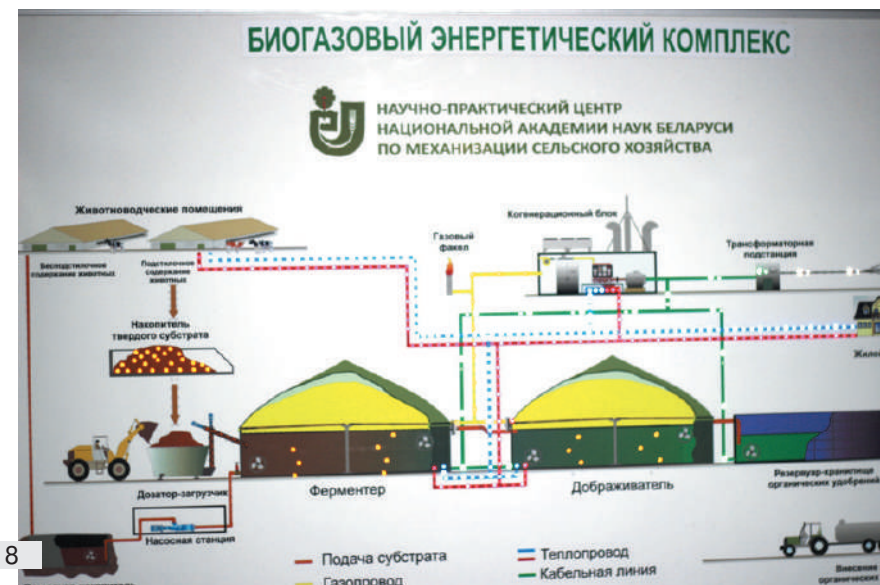 БИОГАЗОВЫЙ ЭНЕРГЕТИЧЕСКИЙ КОМПЛЕКС
НАУЧНО-ПРАКТИЧЕСКИЙ ЦЕНТР
НАЦИОНАЛЬНОЙ АКАДЕМИИ НАУК БЕЛАРУСИ
ПО МЕХАНИЗАЦИИ СЕЛЬСКОГО ХОЗЯЙСТВА
Животноводческие помещения
Бесподстилочное
содержание животных
Подстилочное
содержание
животных
Газовый
факел
Когенерационный блок
Трансформаторная
подстанция
Накопитель
твердого субстрата
Жилой
Дозатор-загрузчик
Ферментер
Дображиватель
Резервуар-хранилище
органических удобрений
Насосная станция
8
Подача субстрата
Газопровод
Теплопровод
Кабельная линия
Внесение